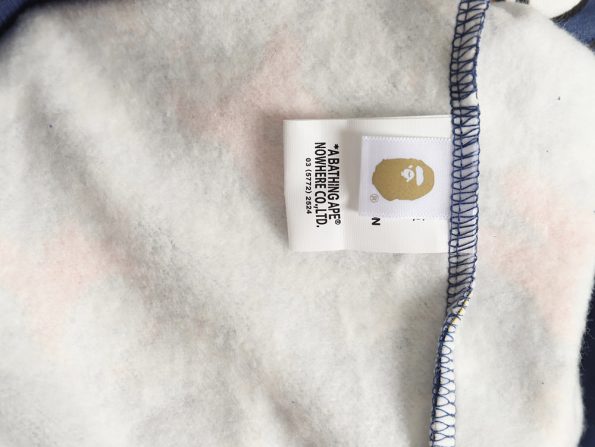 *A BATHING APE®
NOWHERE CO.,LTD.
03 (5772) 2524
®
N